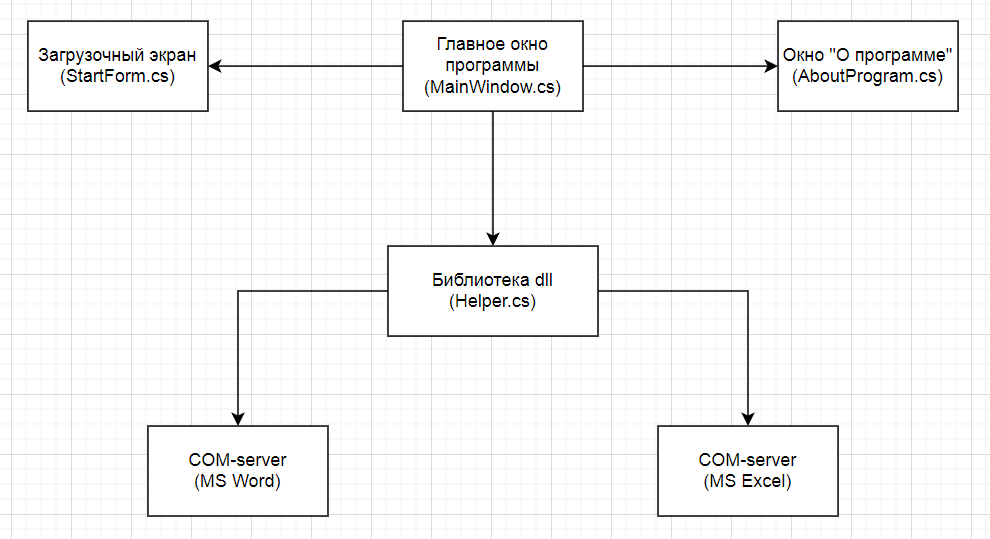 Загрузочный экран
(StartForm.cs)
Главное окно
программы
(MainWindow.cs)
Окно "О программе"
(AboutProgram.cs)
Библиотека dll
(Helper.cs)
COM-server
(MS Word)
COM-server
(MS Excel)